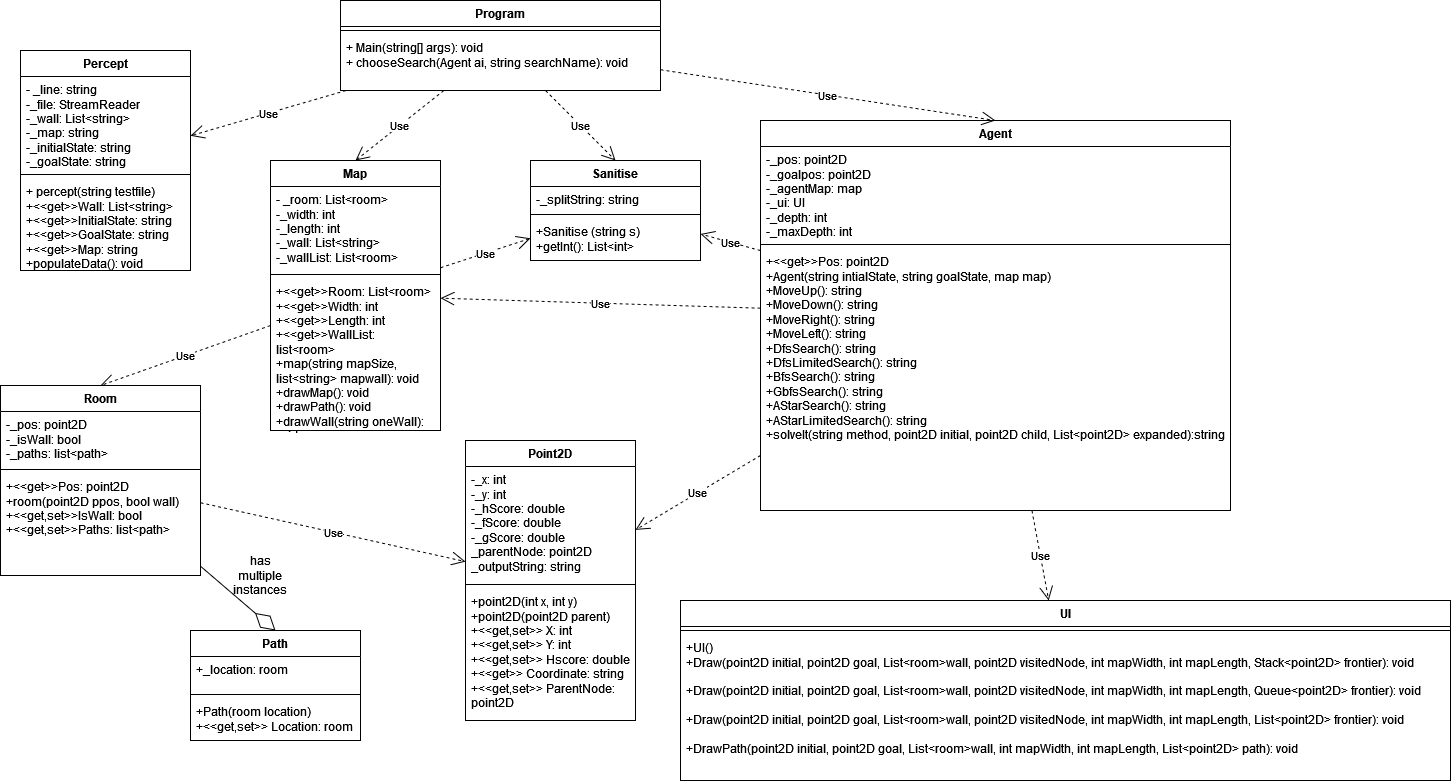 Program
+ Main(string[] args): void
+ chooseSearch(Agent ai, string searchName): void
Percept
- _line: string
-_file: StreamReader
-_wall: List<string>
-_map: string
-_initialState: string
-_goalState: string
+ percept(string testfile)
+<<get>>Wall: List<string>
+<<get>>InitialState: string
+<<get>>GoalState: string
+<<get>>Map: string
+populateData(): void
Use
Use
Use
Use
Map
- _room: List<room>
-_width: int
-_length: int
-_wall: List<string>
-_wallList: List<room>
+<<get>>Room: List<room>
+<<get>>Width: int
+<<get>>Length: int
+<<get>>WallList:
list<room>
+map(string mapSize,
list<string> mapwall): void
+drawMap(): void
+drawPath(): void
+drawWall(string oneWall):
Sanitise
-_splitString: string
+Sanitise (string s)
+getInt(): List<int>
Agent
-_pos: point2D
-_goalpos: point2D
-_agentMap: map
-_ui: UI
-_depth: int
-_maxDepth: int
+<<get>>Pos: point2D
+Agent(string intialState, string goalState, map map)
+MoveUp(): string
+MoveDown(): string
+MoveRight(): string
+MoveLeft(): string
+DfsSearch(): string
+DfsLimitedSearch(): string
+BfsSearch(): string
+GbfsSearch(): string
+AStarSearch(): string
+AStarLimitedSearch(): string
+solveIt(string method, point2D initial, point2D child, List<point2D> expanded):string
Use
Use
Use
Use
Room
-_pos: point2D
-_isWall: bool
-_paths: list<path>
+<<get>>Pos: point2D
+room(point2D ppos, bool wall)
+<<get,set>>IsWall: bool
+<<get,set>>Paths: list<path>
Use
Use
Use
has
multiple
instances
Point2D
-_x: int
-_y: int
-_hScore: double
-_fScore: double
-_gScore: double
_parentNode: point2D
_outputString: string
+point2D(int x, int y)
+point2D(point2D parent)
+<<get,set>> X: int
+<<get,set>> Y: int
+<<get,set>> Hscore: double
+<<get>> Coordinate: string
+<<get,set>> ParentNode:
point2D
Path
+_location: room
+Path(room location)
+<<get,set>> Location: room
UI
+UI()
+Draw(point2D initial, point2D goal, List<room>wall, point2D visitedNode, int mapWidth, int mapLength, Stack<point2D> frontier): void
+Draw(point2D initial, point2D goal, List<room>wall, point2D visitedNode, int mapWidth, int mapLength, Queue<point2D> frontier): void
+Draw(point2D initial, point2D goal, List<room>wall, point2D visitedNode, int mapWidth, int mapLength, List<point2D> frontier): void
+DrawPath(point2D initial, point2D goal, List<room>wall, int mapWidth, int mapLength, List<point2D> path): void